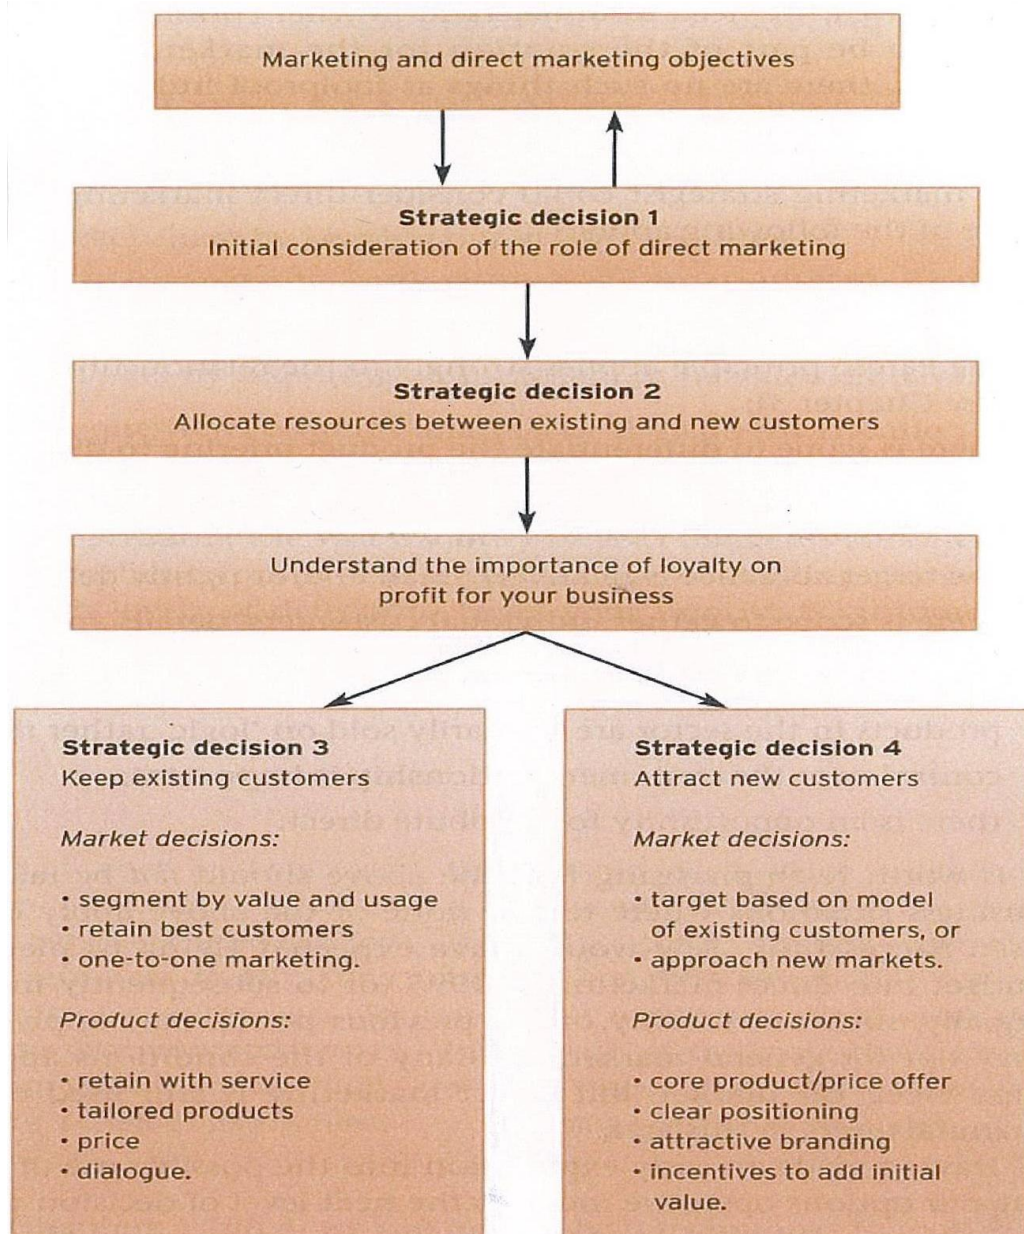 Marketing and direct marketing objectives
Strategic decision 1
Initial consideration of the role of direct marketing
Strategic decision 2
Allocate resources between existing and new customers
Understand the importance of loyalty on
profit for your business
Strategic decision 3
Keep existing customers
Market decisions:
• segment by value and usage
• retain best customers
• one-to-one marketing.
Product decisions:
• retain with service
• tailored products
• price
• dialogue.
Strategic decision 4
Attract new customers
Market decisions:
• target based on model
of existing customers, or
• approach new markets.
Product decisions:
• core product/price offer
• clear positioning
• attractive branding
• incentives to add initial
value.